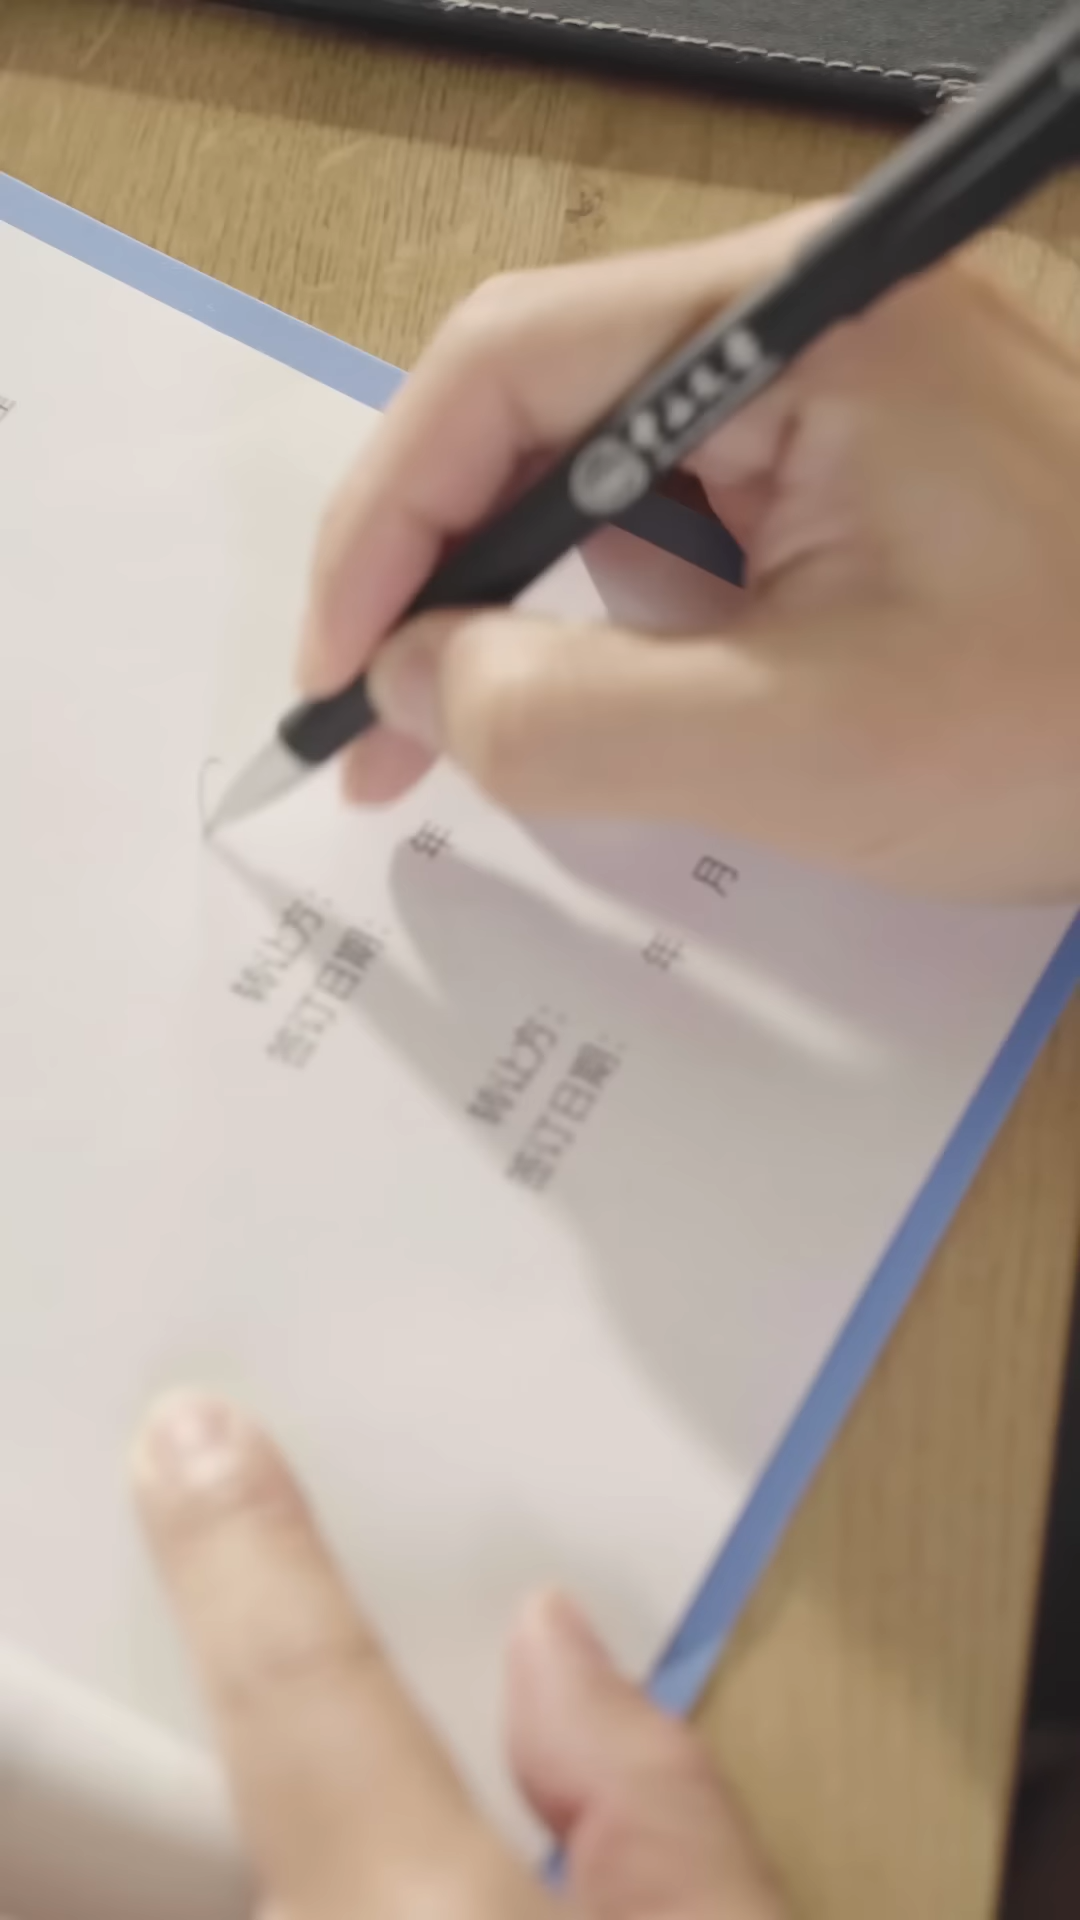 转让方：
签订日期： 年
转让方：
签订日期： 年 月